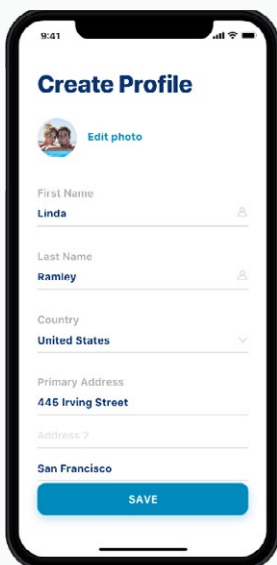 9:41
Create Profile
Edit photo
First Name
Linda
Last Name
Ramley
Country
United States
Primary Address
445 Irving Street
Address 2
San Francisco
SAVE